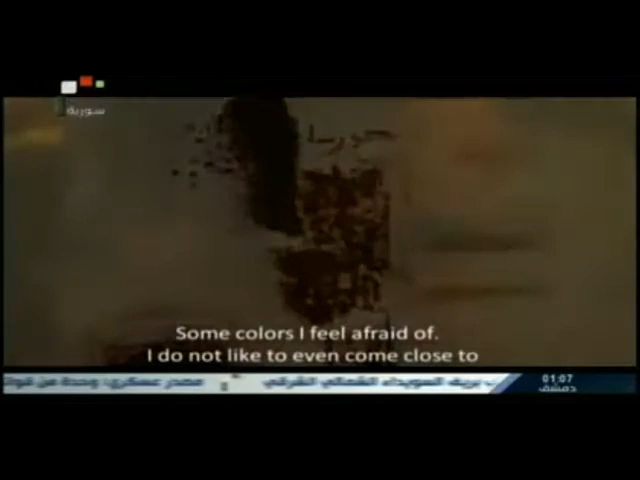 سورية
Some colors I feel afraid of.
I do not like to even come close to
بريف السويداء الشمالي الشرقي مصدر عسكري: وحدة من
01:07
دمشق